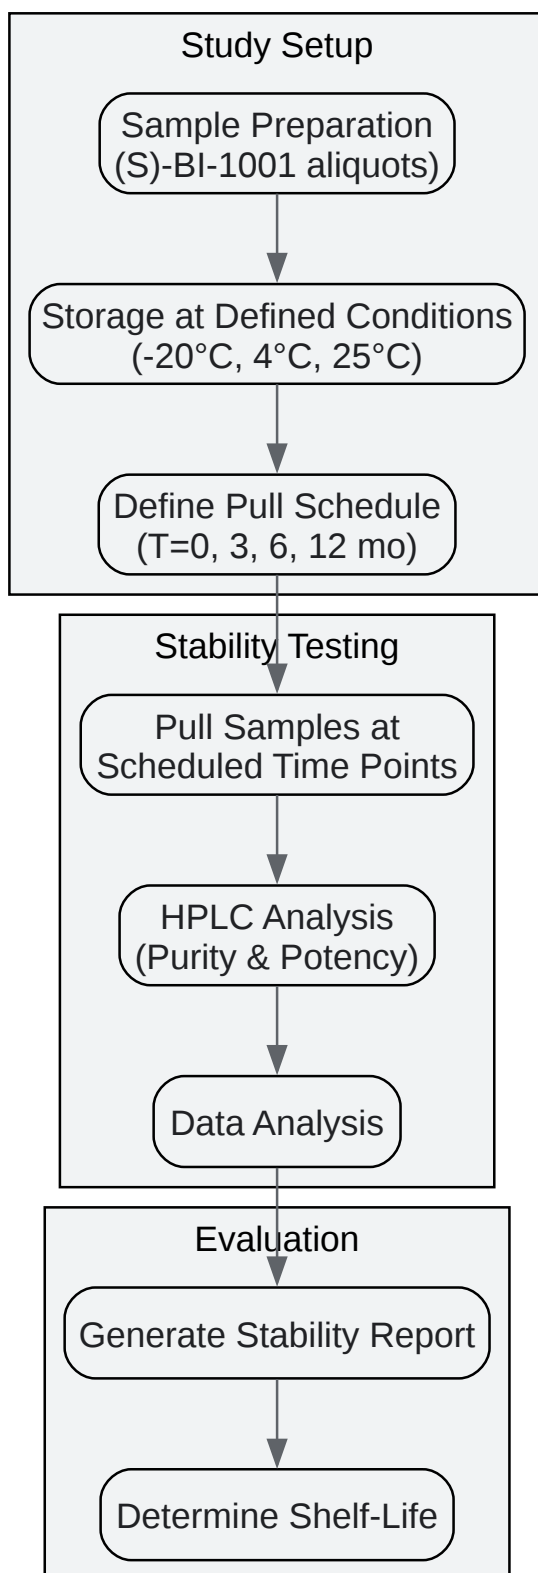 Study Setup
Sample Preparation
(S)-BI-1001 aliquots)
Storage at Defined Conditions
(-20°C, 4°C, 25°C)
Define Pull Schedule
(T=0, 3, 6, 12 mo)
Stability Testing
Pull Samples at
Scheduled Time Points
HPLC Analysis
(Purity & Potency)
Data Analysis
Evaluation
Generate Stability Report
Determine Shelf-Life